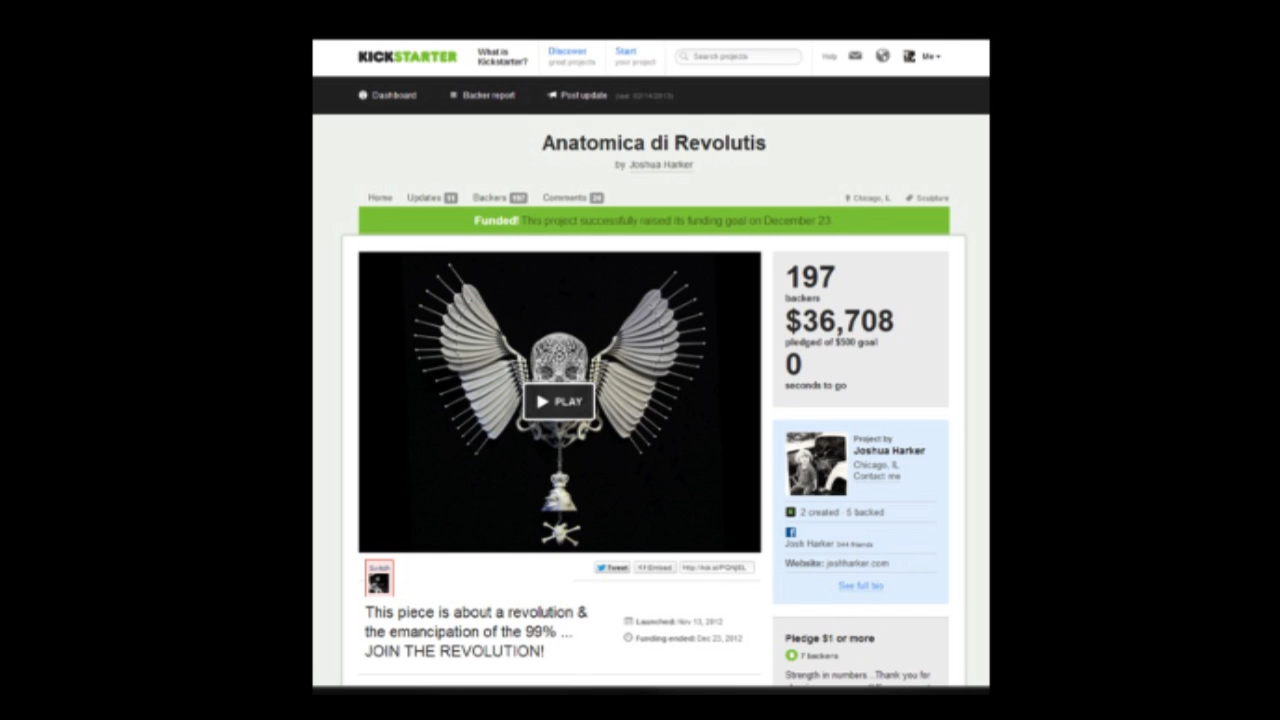 KICKSTARTER
What is Kickstarter?
Discover great projects
Start your project
Search projects
Help
Me
Dashboard
Backer report
Post update
Anatomica di Revolutis
by Joshua Harker
Home Updates 11 Backers 197 Comments
Chicago, IL
Sculpture
Funded! This project successfully raised its funding goal on December 23
197
backers
$36,708
pledged of $500 goal
0
seconds to go
PLAY
Project by
Joshua Harker
Chicago, IL
Contact me
2 created · 5 backed
Josh Harker friends
Website: joshharker.com
See full bio
Switch
Tweet
Embed
This piece is about a revolution &
the emancipation of the 99% ...
JOIN THE REVOLUTION!
Launched: Nov 13, 2012
Funding ended: Dec 23, 2012
Pledge $1 or more
7 backers
Strength in numbers...Thank you for